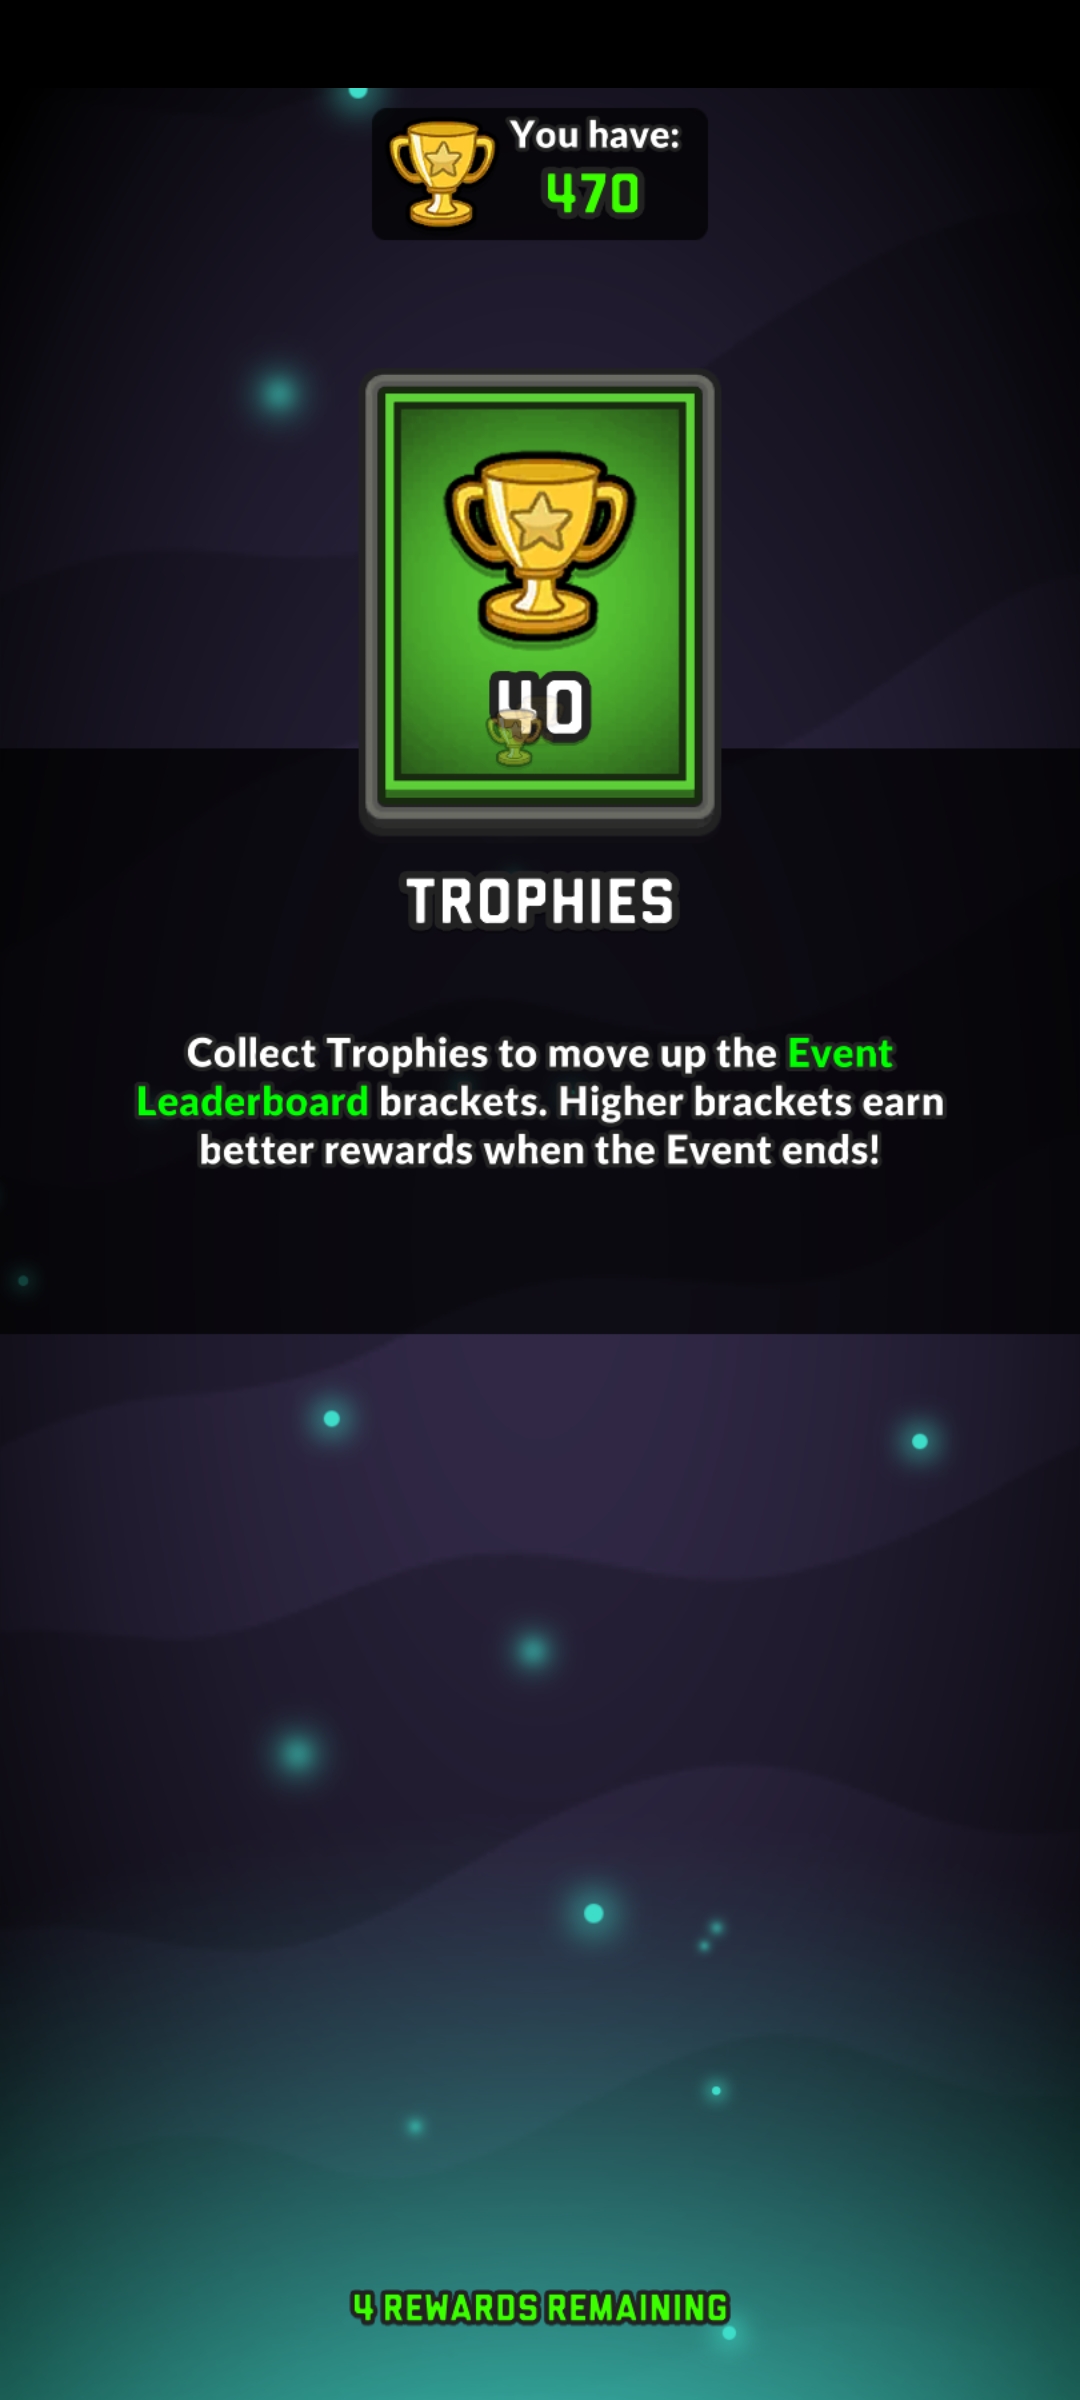 You have:
470
40
TROPHIES
Collect Trophies to move up the Event
Leaderboard brackets. Higher brackets earn
better rewards when the Event ends!
4 REWARDS REMAINING